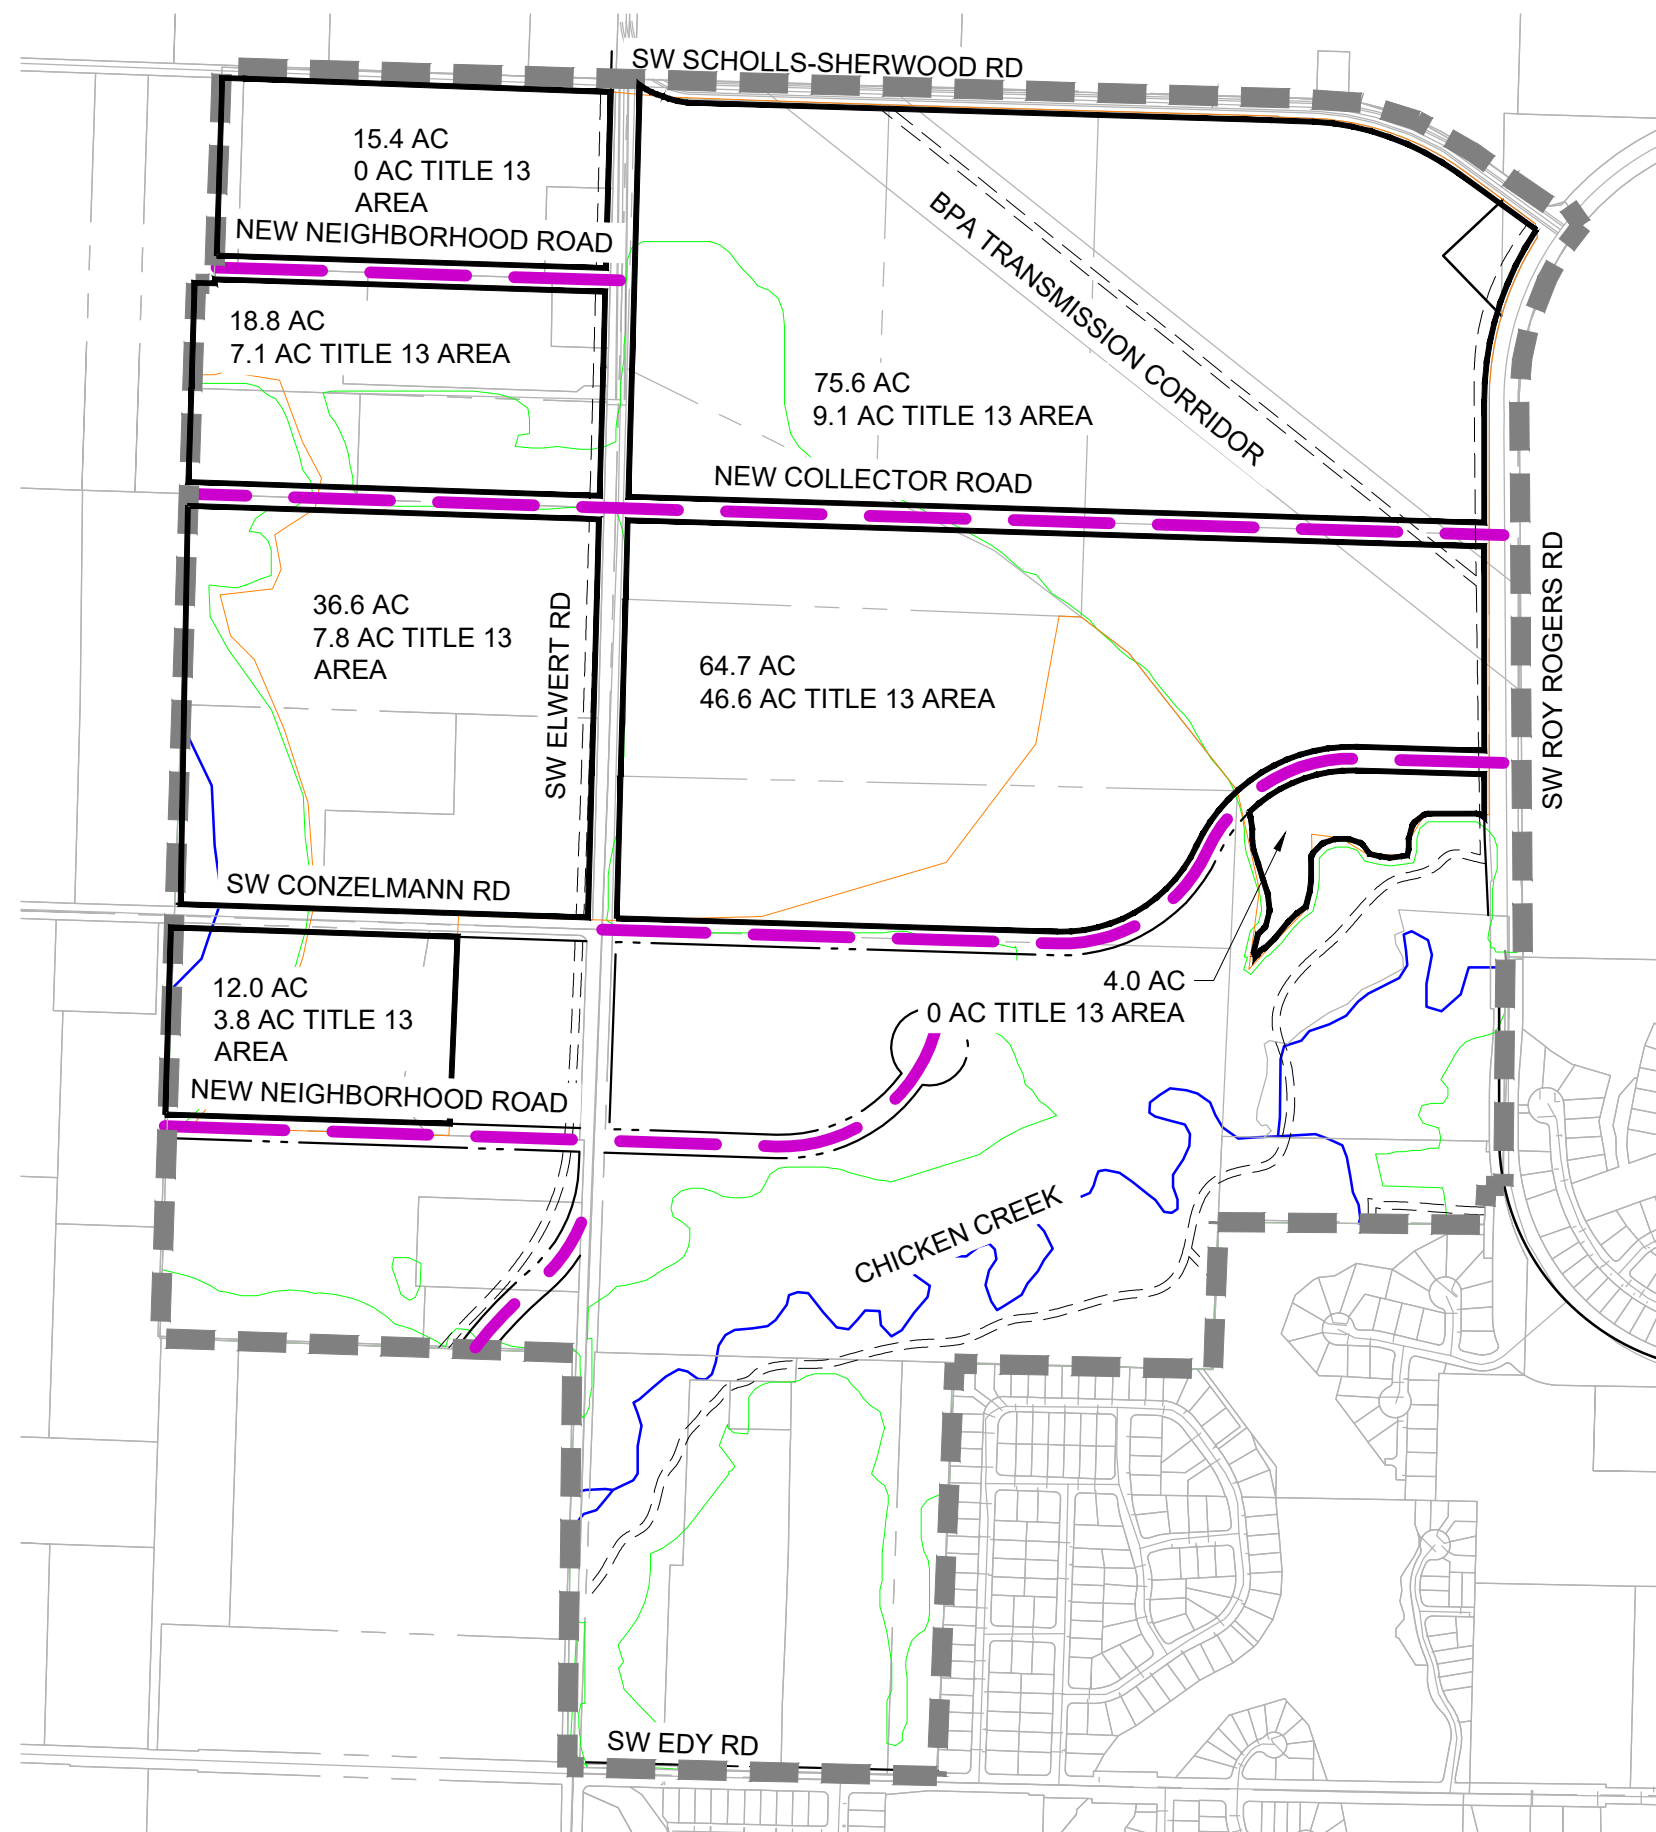 SW SCHOLLS-SHERWOOD RD
15.4 AC
0 AC TITLE 13
AREA
NEW NEIGHBORHOOD ROAD
BPA TRANSMISSION CORRIDOR
18.8 AC
7.1 AC TITLE 13 AREA
75.6 AC
9.1 AC TITLE 13 AREA
NEW COLLECTOR ROAD
36.6 AC
7.8 AC TITLE 13
AREA
SW ELWERT RD
64.7 AC
46.6 AC TITLE 13 AREA
SW ROY ROGERS RD
SW CONZELMANN RD
12.0 AC
3.8 AC TITLE 13
AREA
4.0 AC
0 AC TITLE 13 AREA
NEW NEIGHBORHOOD ROAD
CHICKEN CREEK
SW EDY RD